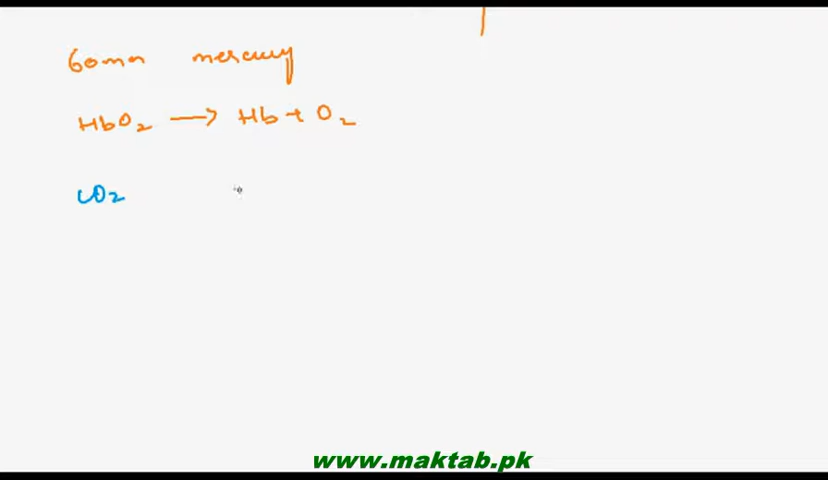 60mm mercury
HbO₂ → Hb + O₂
CO₂
www.maktab.pk